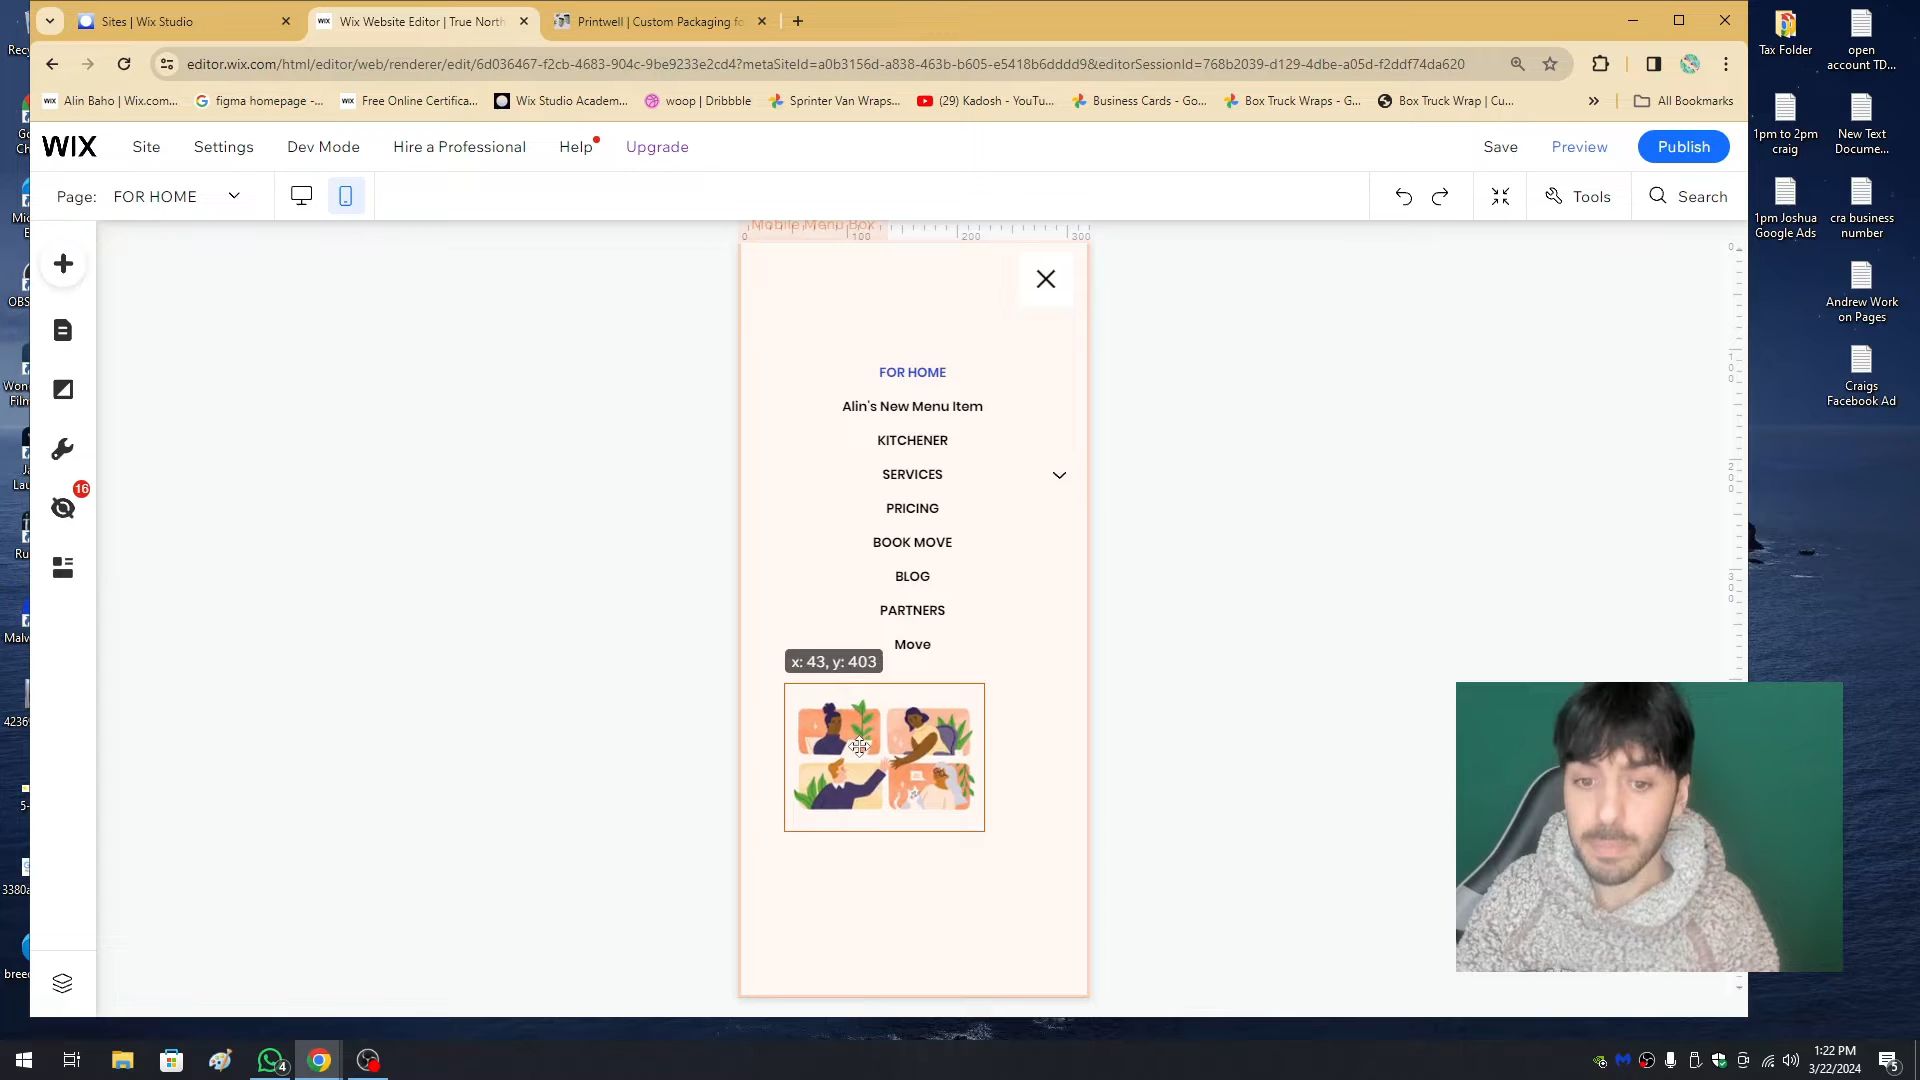 Sites | Wix Studio
Wix Website Editor | True North
Printwell | Custom Packaging fo
editor.wix.com/html/editor/web/renderer/edit/6d036467-f2cb-4683-904c-9be9233e2cd4?metaSiteId=a0b3156d-a838-463b-b605-e5418b6dddd9&editorSessionId=768b2039-d129-4dbe-a05d-f2ddf74da620
WIX Alin Baho | Wix.com...
figma homepage -...
WIX Free Online Certifica...
Wix Studio Academ...
woop | Dribbble
Sprinter Van Wraps...
(29) Kadosh - YouTu...
Business Cards - Go...
Box Truck Wraps - G...
Box Truck Wrap | Cu...
All Bookmarks
WIX
Site
Settings
Dev Mode
Hire a Professional
Help
Upgrade
Save
Preview
Publish
Page: FOR HOME
Tools
Search
Mobile Menu Box
0 100 200 300
FOR HOME
Alin's New Menu Item
KITCHENER
SERVICES
PRICING
BOOK MOVE
BLOG
PARTNERS
Move
x: 43, y: 403
16
Tax Folder
open
account TD...
1pm to 2pm
craig
New Text
Docume...
1pm Joshua
Google Ads
cra business
number
Andrew Work
on Pages
Craigs
Facebook Ad
4
1:22 PM
3/22/2024
5